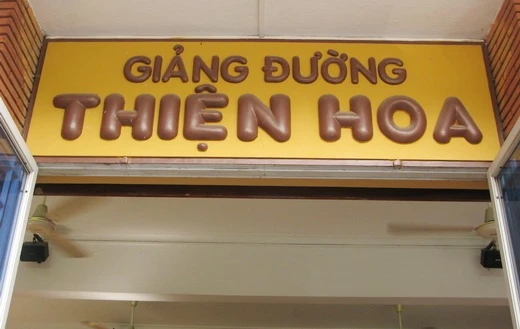 GIẢNG ĐƯỜNG
THIỆN HOA